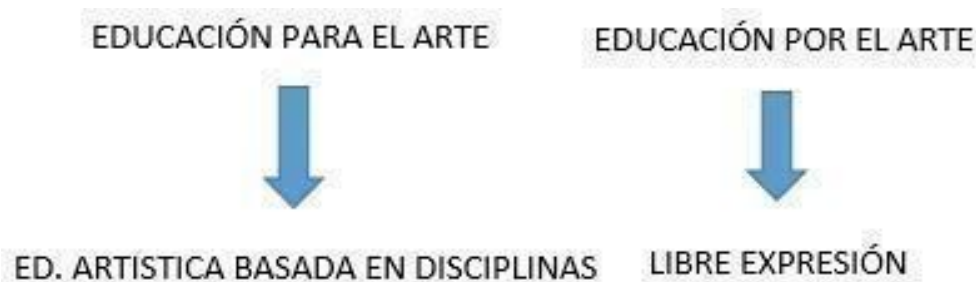 EDUCACIÓN PARA EL ARTE
EDUCACIÓN POR EL ARTE
ED. ARTISTICA BASADA EN DISCIPLINAS
LIBRE EXPRESIÓN